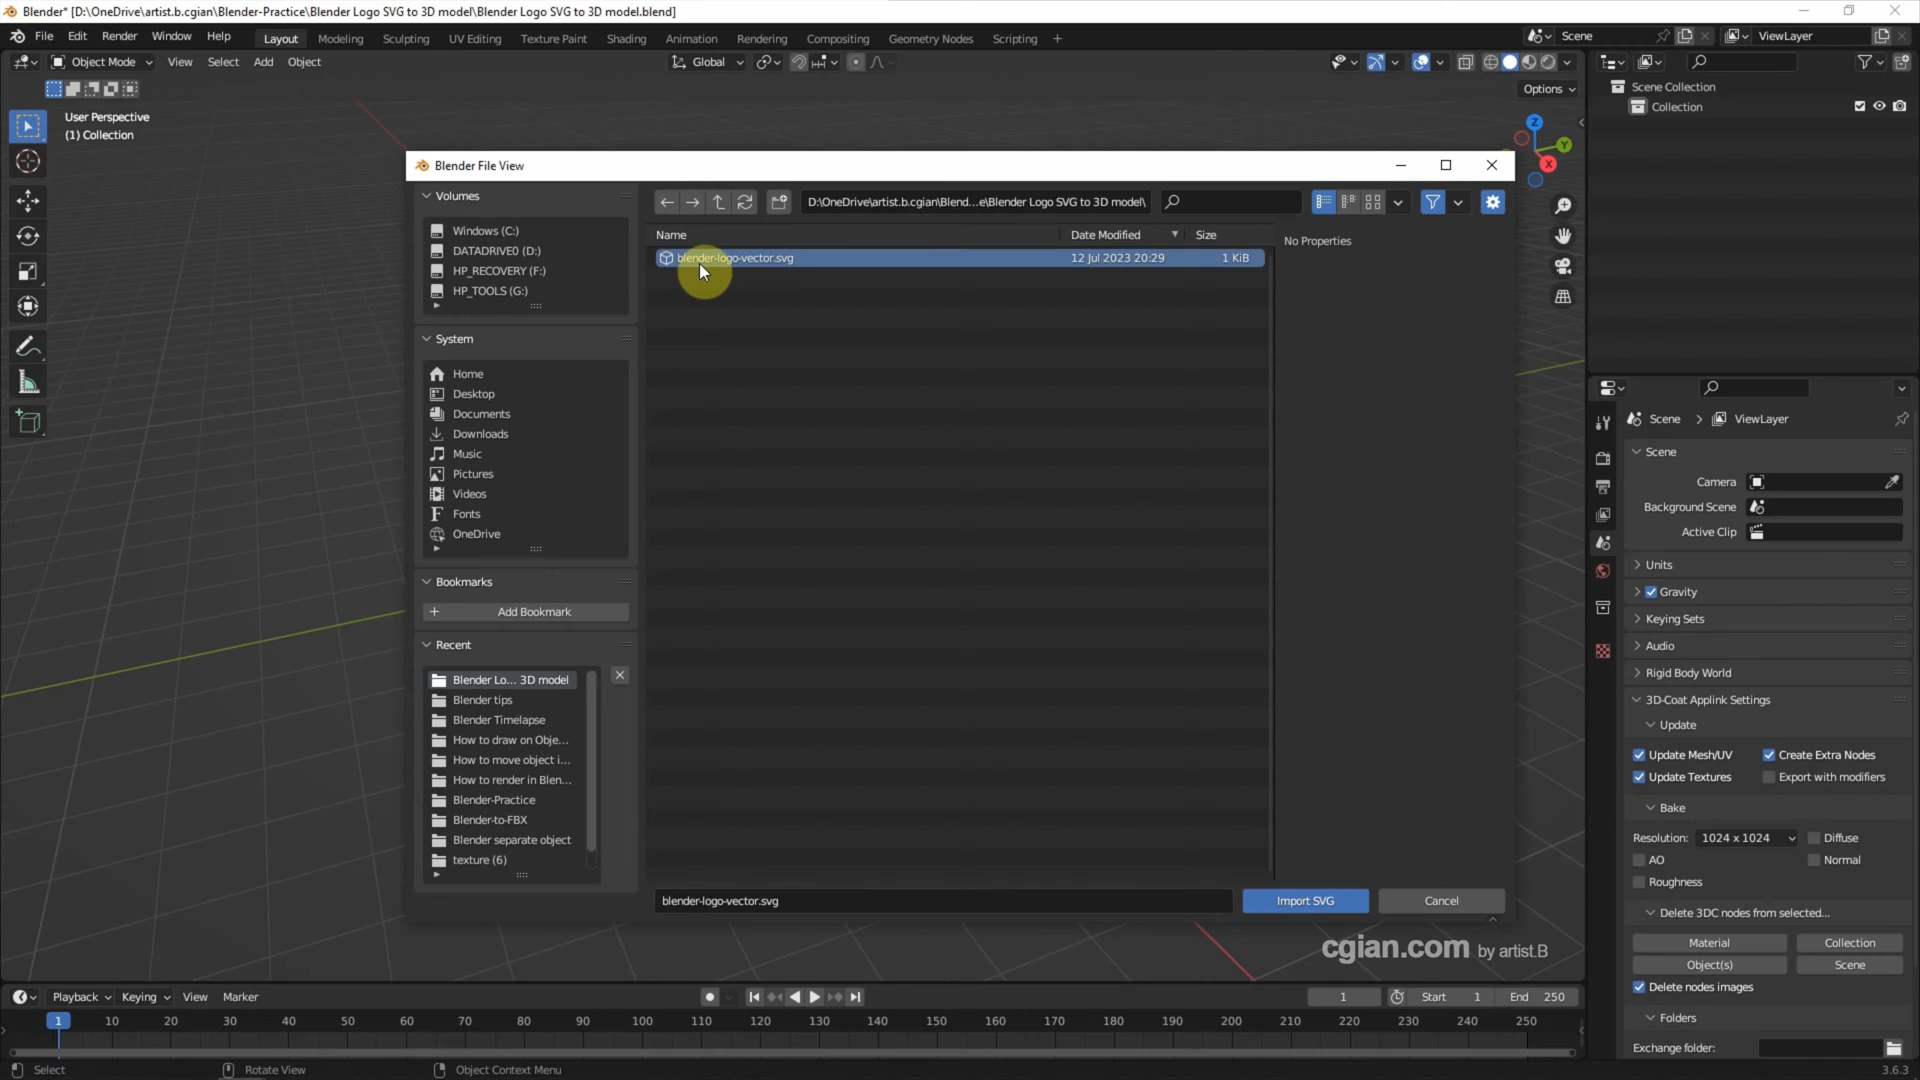 Blender* [D:\OneDrive\artist.b.cgian\Blender-Practice\Blender Logo SVG to 3D model\Blender Logo SVG to 3D model.blend]
File Edit Render Window Help Layout Modeling Sculpting UV Editing Texture Paint Shading Animation Rendering Compositing Geometry Nodes Scripting + Scene ViewLayer
Object Mode View Select Add Object Global
Options
User Perspective
(1) Collection
Scene Collection
Collection
Z
Y
X
Blender File View
Volumes
Windows (C:)
DATADRIVE0 (D:)
HP_RECOVERY (F:)
HP_TOOLS (G:)
System
Home
Desktop
Documents
Downloads
Music
Pictures
Videos
Fonts
OneDrive
Bookmarks
Add Bookmark
Recent
Blender Lo... 3D model
Blender tips
Blender Timelapse
How to draw on Obje...
How to move object i...
How to render in Blen...
Blender-Practice
Blender-to-FBX
Blender separate object
texture (6)
D:\OneDrive\artist.b.cgian\Blend...e\Blender Logo SVG to 3D model\
Name Date Modified Size
blender-logo-vector.svg 12 Jul 2023 20:29 1 KiB
No Properties
blender-logo-vector.svg Import SVG Cancel
cgian.com by artist.B
Scene ViewLayer
Scene
Camera
Background Scene
Active Clip
Units
Gravity
Keying Sets
Audio
Rigid Body World
3D-Coat Applink Settings
Update
Update Mesh/UV Create Extra Nodes
Update Textures Export with modifiers
Bake
Resolution: 1024 x 1024 Diffuse
AO Normal
Roughness
Delete 3DC nodes from selected...
Material Collection
Object(s) Scene
Delete nodes images
Folders
Exchange folder:
Playback Keying View Marker 1 Start 1 End 250
1 10 20 30 40 50 60 70 80 90 100 110 120 130 140 150 160 170 180 190 200 210 220 230 240 250
Select Rotate View Object Context Menu 3.6.3